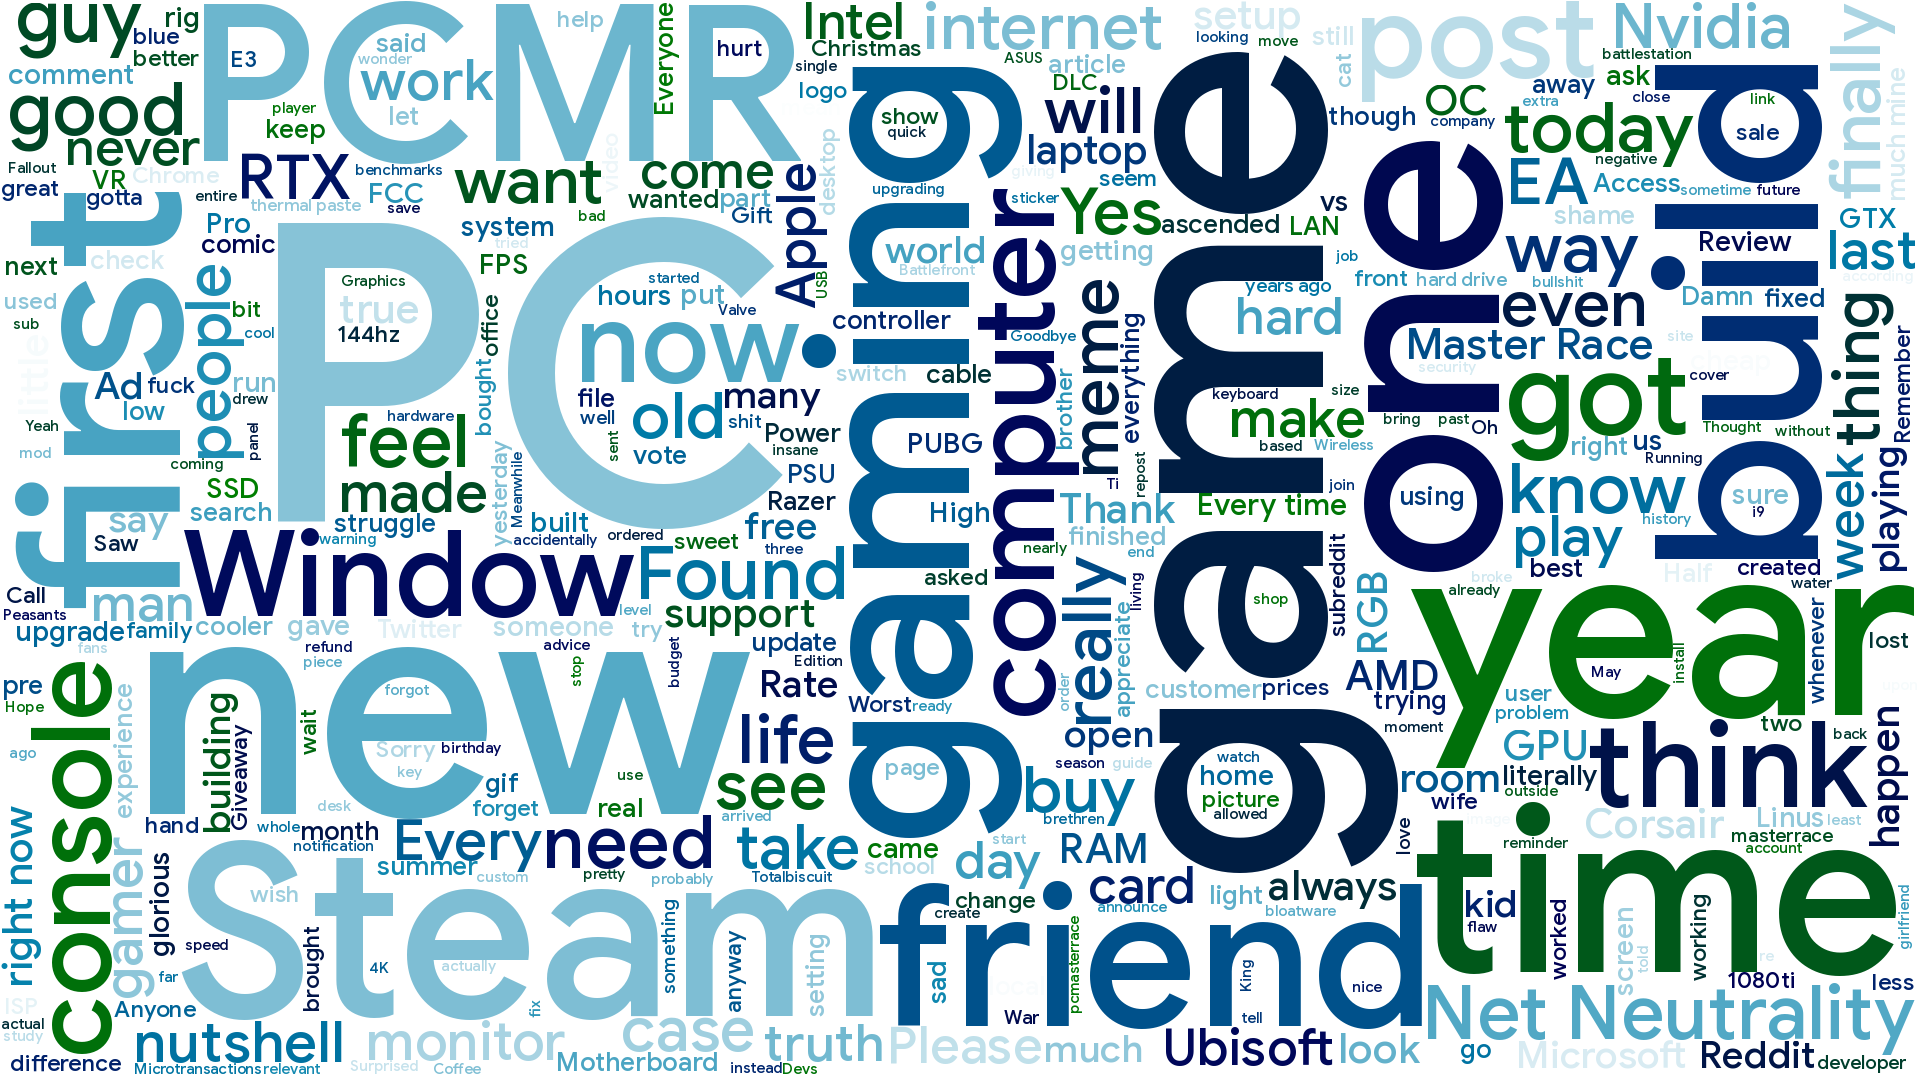 PC
game
PCMR
new
Steam
one
build
gaming
year
time
first
friend
computer
console
Window
now
post
internet
Net Neutrality
think
got
today
know
play
way
even
Master Race
hard
make
Yes
will
laptop
Intel
Nvidia
finally
guy
rig
blue
better
comment
good
never
E3
said
wonder
work
let
help
Everyone
hurt
Christmas
single
logo
player
keep
ASUS
article
DLC
setup
looking
move
still
cat
battlestation
ask
away
extra
close
link
OC
company
though
sale
much mine
Fallout
great
VR
Chrome
gotta
entire
RTX
benchmarks
FCC
save
thermal paste
want
come
wanted
part
Gift
video
desktop
show
quick
upgrading
giving
sticker
seem
ascended
LAN
vs
EA
Access
negative
sometime
future
shame
GTX
last
according
Review
Pro
comic
system
bad
tried
FPS
Apple
USB
world
Battlefront
getting
job
front
hard drive
years ago
bullshit
Damn
fixed
next
check
used
sub
people
bit
cool
Graphics
true
144hz
office
started
hours
put
Valve
controller
Goodbye
meme
everything
thing
Remember
little
Ad
fuck
low
run
drew
hardware
bought
file
well
old
shit
many
switch
cable
brother
keyboard
size
site
cheap
security
cover
Yeah
mod
panel
coming
feel
made
sent
vote
Power
insane
PSU
PUBG
based
Wireless
bring
past
Oh
right
us
Thought
without
Running
SSD
search
say
Saw
struggle
warning
yesterday
Meanwhile
built
accidentally
ordered
Razer
free
three
sweet
High
Ti
repost
Thank
finished
Every time
join
using
sure
i9
history
week
playing
Found
asked
nearly
end
best
created
water
Half
broke
already
Call
Peasants
man
upgrade
family
fans
cooler
gave
refund
piece
Twitter
someone
advice
level
try
support
update
Edition
living
really
appreciate
order
shop
subreddit
RGB
whenever
lost
pre
Hope
ago
experience
building
Giveaway
wait
forgot
Sorry
birthday
key
stop
budget
Rate
Worst
ready
life
open
customer
prices
AMD
trying
moment
user
problem
May
install
two
back
upon
use
gif
forget
real
see
arrived
page
season
guide
buy
brethren
watch
home
picture
allowed
room
wife
GPU
literally
outside
happen
hand
desk
whole
month
notification
Every
need
take
came
school
day
start
RAM
love
image
reminder
Corsair
Linus
least
masterrace
account
right now
gamer
glorious
summer
custom
pretty
probably
Totalbiscuit
wish
change
create
card
announce
light
always
bloatware
kid
flaw
worked
screen
told
working
girlfriend
speed
far
brought
4K
actually
something
anyway
seting
sad
local
pcmasterrace
King
nice
1080ti
less
ISP
actual
study
Anyone
fix
War
tell
difference
nutshell
Microtransactions
relevant
monitor
Surprised
Coffee
Motherboard
case
instead
truth
Devs
Please
much
Ubisoft
look
go
Microsoft
Reddit
developer